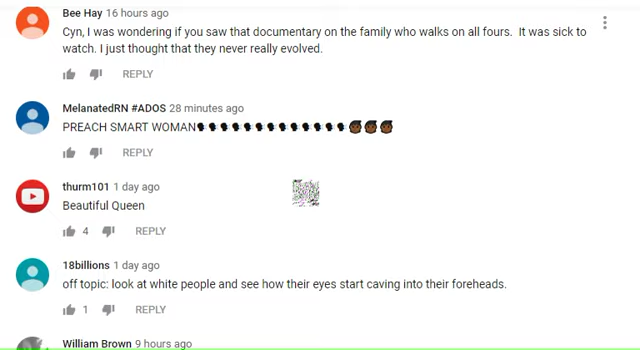 Bee Hay 16 hours ago
Cyn, I was wondering if you saw that documentary on the family who walks on all fours. It was sick to
watch. I just thought that they never really evolved.
REPLY
MelanatedRN #ADOS 28 minutes ago
PREACH SMART WOMAN🗣🗣🗣🗣🗣🗣🗣🗣🗣🗣🗣🗣🗣👩🏿👩🏿👩🏿
REPLY
thurm101 1 day ago
Beautiful Queen
4 REPLY
18billions 1 day ago
off topic: look at white people and see how their eyes start caving into their foreheads.
1 REPLY
William Brown 9 hours ago